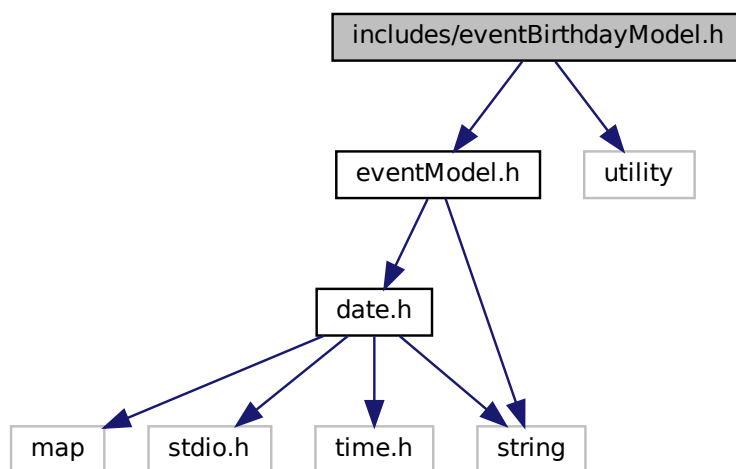 includes/eventBirthdayModel.h
eventModel.h
utility
date.h
map
stdio.h
time.h
string